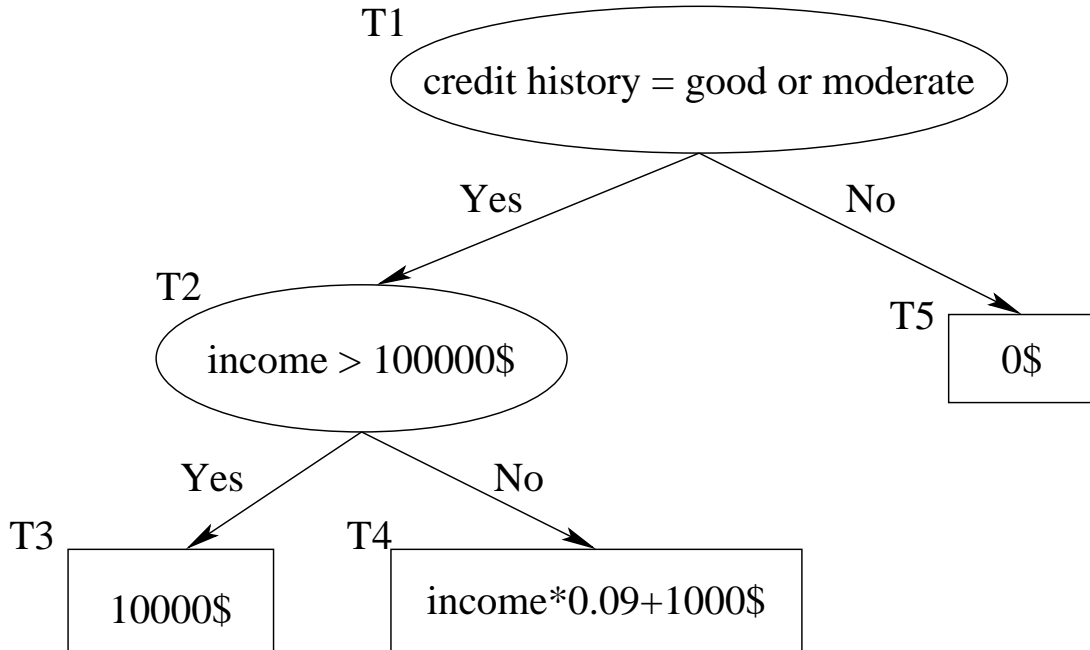 T1
credit history = good or moderate
Yes
No
T2
income > 100000$
T5
0$
Yes
No
T3
10000$
T4
income*0.09+1000$